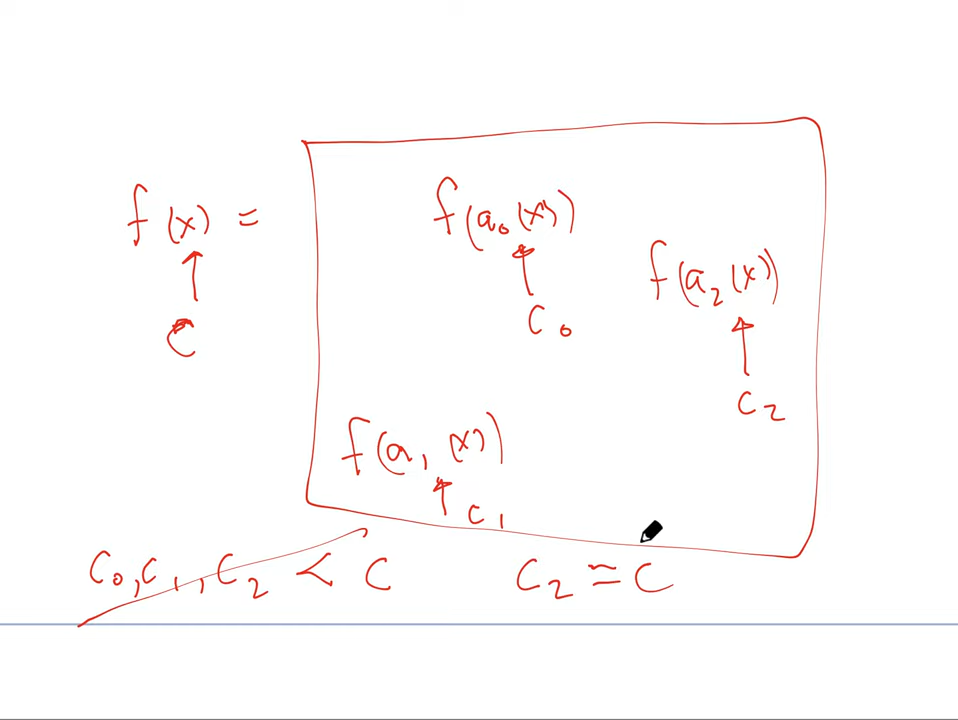 f(x) =
f(a₀(x))
f(a₂(x))
C
C₀
C₂
f(a₁(x))
C₁
C₀,C₁,C₂ < C
C₂ ≃ C